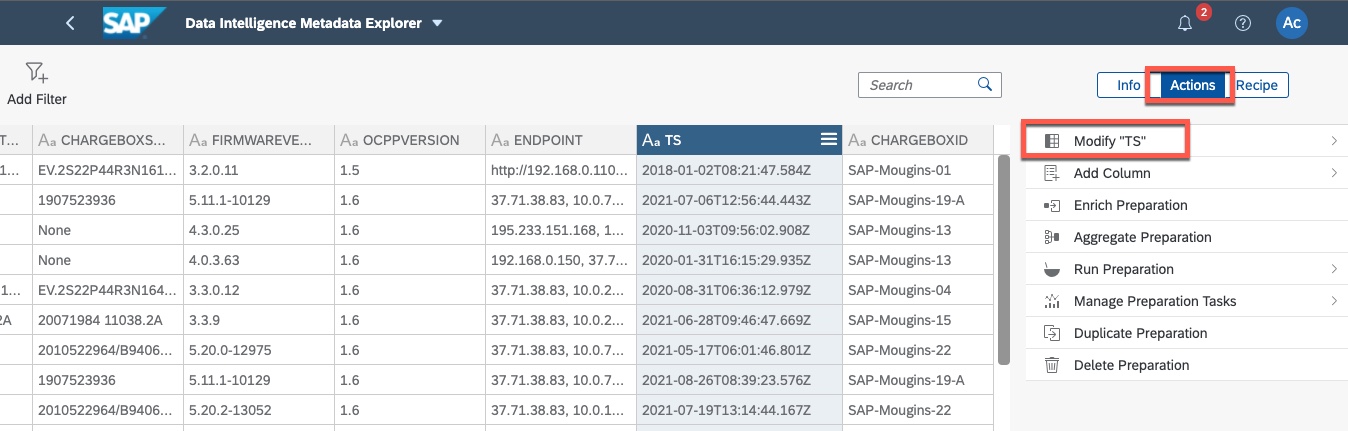 SAP Data Intelligence Metadata Explorer 2 Ac
Add Filter Search Info Actions Recipe
T... Aa CHARGEBOXS... Aa FIRMWAREVE... Aa OCPPVERSION Aa ENDPOINT Aa TS Aa CHARGEBOXID
1... EV.2S22P44R3N161... 3.2.0.11 1.5 http://192.168.0.110... 2018-01-02T08:21:47.584Z SAP-Mougins-01
1907523936 5.11.1-10129 1.6 37.71.38.83, 10.0.7... 2021-07-06T12:56:44.443Z SAP-Mougins-19-A
None 4.3.0.25 1.6 195.233.151.168, 1... 2020-11-03T09:56:02.908Z SAP-Mougins-13
None 4.0.3.63 1.6 192.168.0.150, 37.7... 2020-01-31T16:15:29.935Z SAP-Mougins-13
1... EV.2S22P44R3N164... 3.3.0.12 1.6 37.71.38.83, 10.0.2... 2020-08-31T06:36:12.979Z SAP-Mougins-04
2A 20071984 11038.2A 3.3.9 1.6 37.71.38.83, 10.0.2... 2021-06-28T09:46:47.669Z SAP-Mougins-15
2010522964/B9406... 5.20.0-12975 1.6 37.71.38.83, 10.0.7... 2021-05-17T06:01:46.801Z SAP-Mougins-22
1907523936 5.11.1-10129 1.6 37.71.38.83, 10.0.7... 2021-08-26T08:39:23.576Z SAP-Mougins-19-A
2010522964/B9406... 5.20.2-13052 1.6 37.71.38.83, 10.0.1... 2021-07-19T13:14:44.167Z SAP-Mougins-22
Modify "TS"
Add Column
Enrich Preparation
Aggregate Preparation
Run Preparation
Manage Preparation Tasks
Duplicate Preparation
Delete Preparation